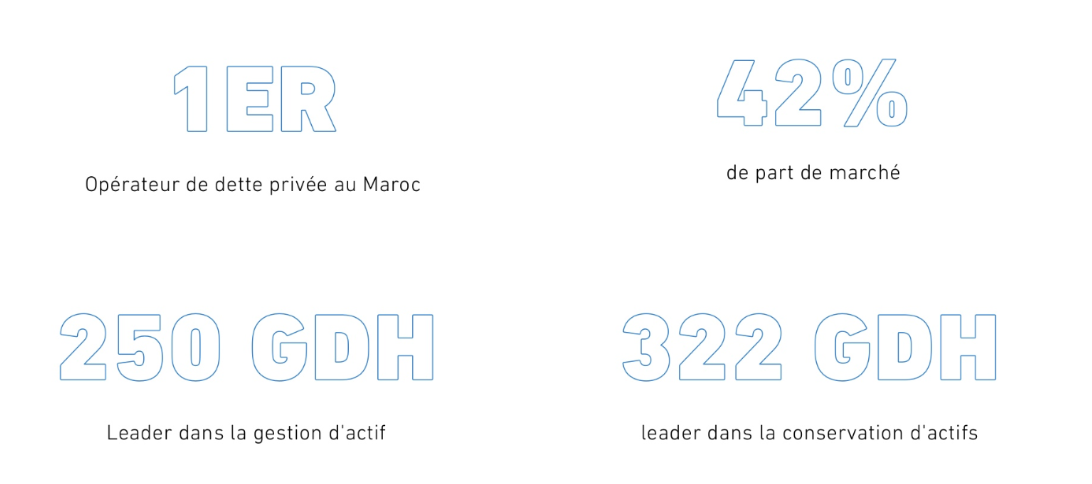 1ER
Opérateur de dette privée au Maroc
42%
de part de marché
250 GDH
Leader dans la gestion d'actif
322 GDH
leader dans la conservation d'actifs